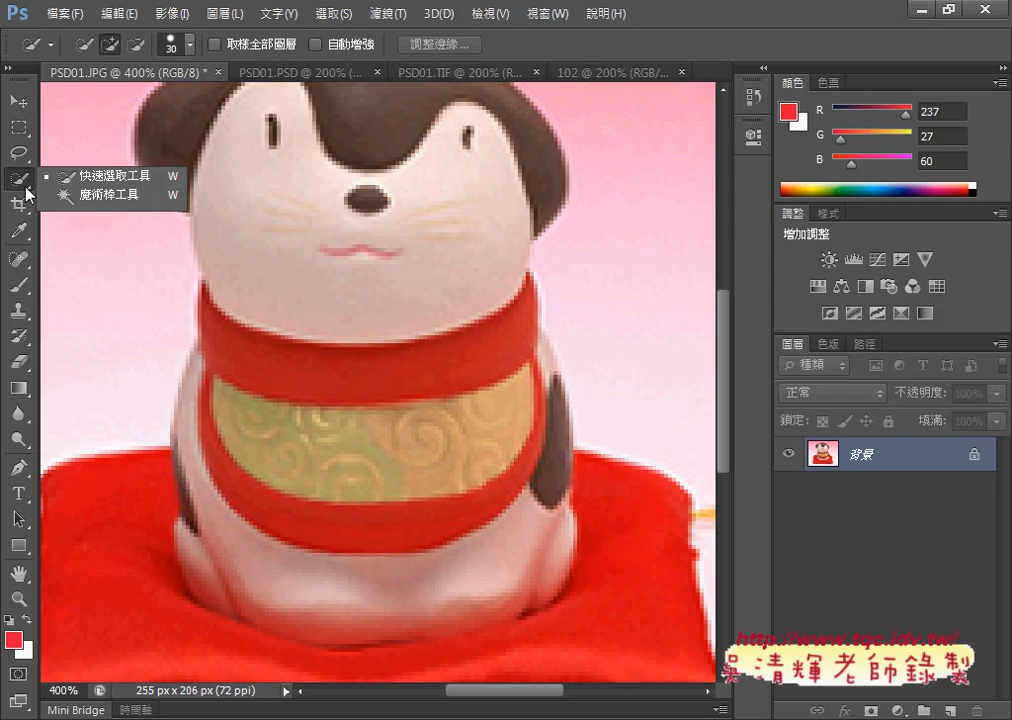 Ps 檔案(F) 編輯(E) 影像(I) 圖層(L) 文字(Y) 選取(S) 濾鏡(T) 3D(D) 檢視(V) 視窗(W) 說明(H)
30 取樣全部圖層 自動增強 調整邊緣...
PSD01.JPG @ 400% (RGB/8) * × PSD01.PSD @ 200% (... × PSD01.TIF @ 200% (R... × 102 @ 200% (RGB/... ×
快速選取工具 W
魔術棒工具 W
顏色 色票
R 237
G 27
B 60
調整 樣式
增加調整
圖層 色版 路徑
種類
正常 不透明度: 100%
鎖定: 填滿: 100%
背景
http://www.tqc.idv.tw/
吳清輝老師錄製
400% 255 px x 206 px (72 ppi)
Mini Bridge 時間軸